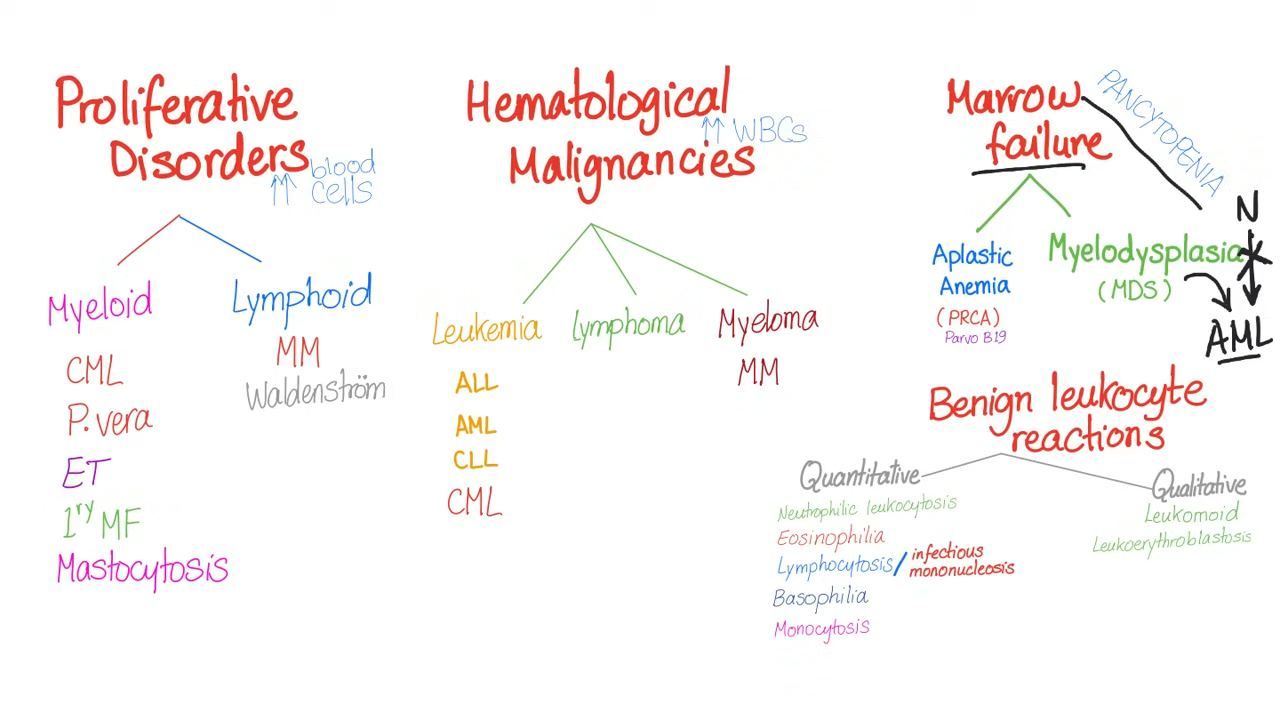 Proliferative
Disorders
↑↑ blood
cells
Myeloid
CML
P. vera
ET
1ry MF
Mastocytosis
Lymphoid
MM
Waldenström
Hematological
Malignancies
↑↑ WBCs
Leukemia
ALL
AML
CLL
CML
Lymphoma
Myeloma
MM
Marrow
failure
PANCYTOPENIA
Aplastic
Anemia
(PRCA)
Parvo B19
Myelodysplasia
(MDS)
N
AML
Benign leukocyte
reactions
Quantitative
Neutrophilic leukocytosis
Eosinophilia
Lymphocytosis / infectious
mononucleosis
Basophilia
Monocytosis
Qualitative
Leukomoid
Leukoerythroblastosis